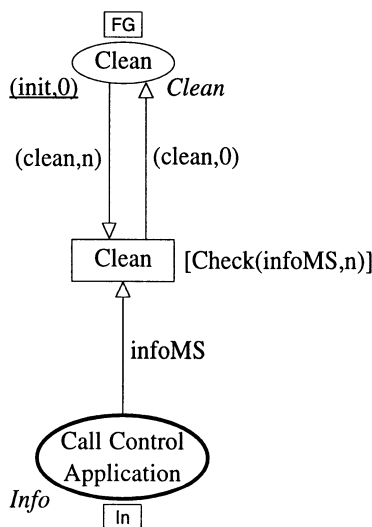 FG
Clean
(init,0)
Clean
(clean,n)
(clean,0)
Clean
[Check(infoMS,n)]
infoMS
Call Control
Application
Info
In